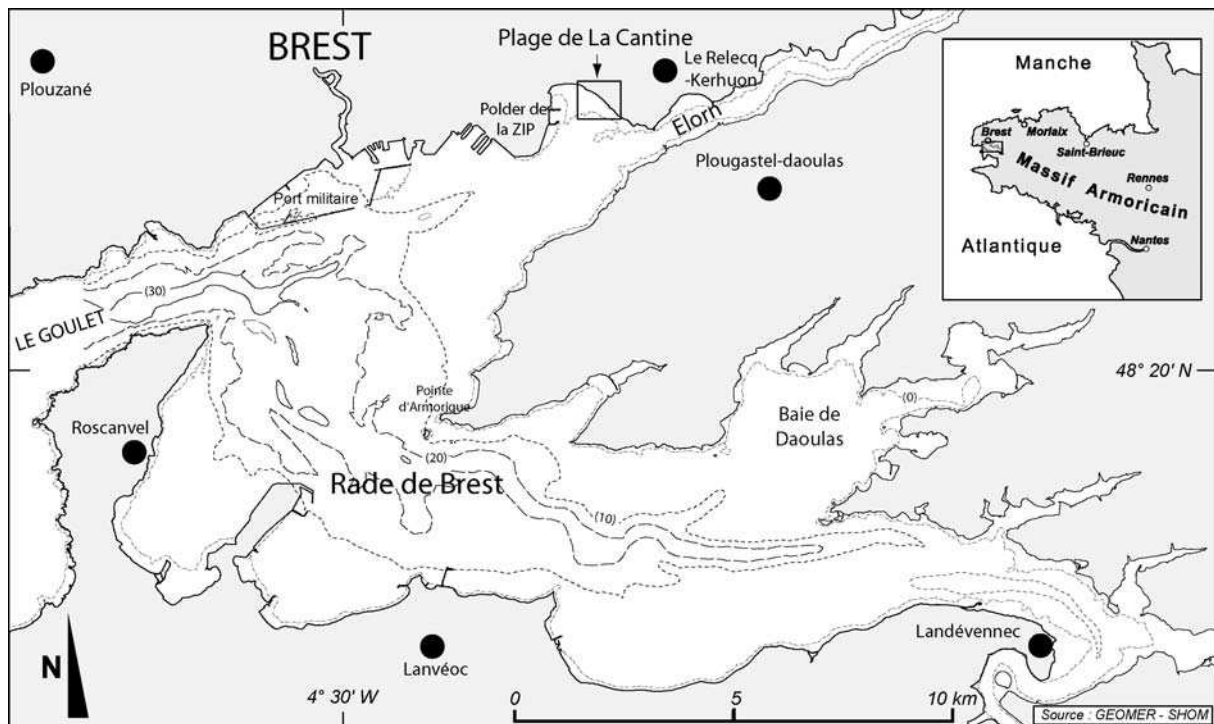 BREST
Plage de La Cantine
Plouzané
Le Relecq
-Kerhuon
Polder de
la ZIP
Elorn
Plougastel-daoulas
Port militaire
Manche
Brest
Morlaix
Saint-Brieuc
Rennes
Massif Armoricain
Nantes
Atlantique
(30)
LE GOULET
48° 20' N
Pointe
d'Armorique
(0)
Baie de
Daoulas
Roscanvel
(20)
Rade de Brest
(10)
Landévennec
N
Lanvéoc
4° 30' W
0
5
10 km
Source : GEOMER - SHOM